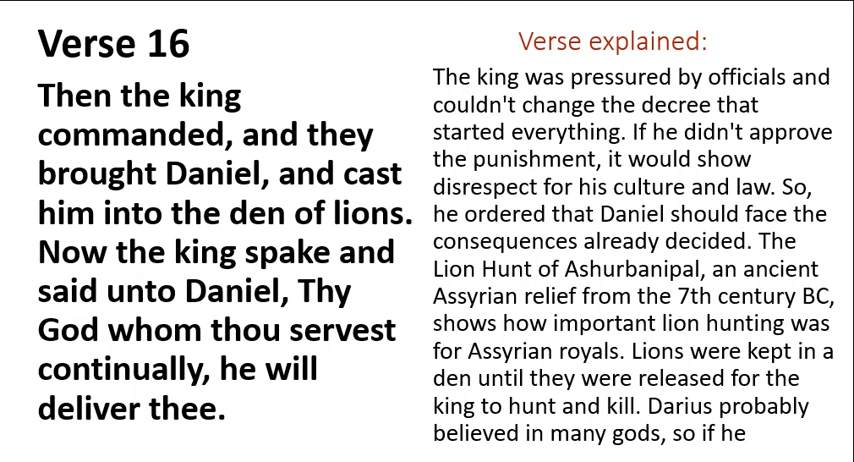 Verse 16
Then the king
commanded, and they
brought Daniel, and cast
him into the den of lions.
Now the king spake and
said unto Daniel, Thy
God whom thou servest
continually, he will
deliver thee.
Verse explained:
The king was pressured by officials and
couldn't change the decree that
started everything. If he didn't approve
the punishment, it would show
disrespect for his culture and law. So,
he ordered that Daniel should face the
consequences already decided. The
Lion Hunt of Ashurbanipal, an ancient
Assyrian relief from the 7th century BC,
shows how important lion hunting was
for Assyrian royals. Lions were kept in a
den until they were released for the
king to hunt and kill. Darius probably
believed in many gods, so if he